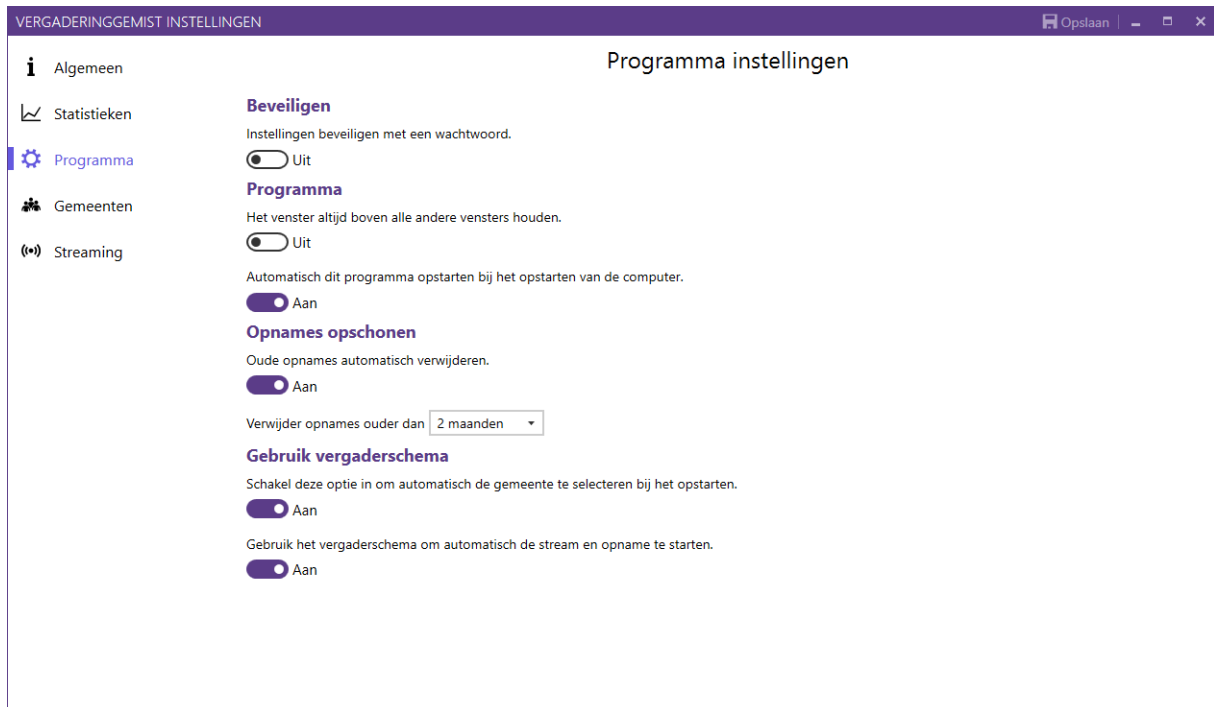 VERGADERINGGEMIST INSTELLINGEN
Opslaan
Algemeen
Statistieken
Programma
Gemeenten
Streaming
Programma instellingen
Beveiligen
Instellingen beveiligen met een wachtwoord.
Uit
Programma
Het venster altijd boven alle andere vensters houden.
Uit
Automatisch dit programma opstarten bij het opstarten van de computer.
Aan
Opnames opschonen
Oude opnames automatisch verwijderen.
Aan
Verwijder opnames ouder dan 2 maanden
Gebruik vergaderschema
Schakel deze optie in om automatisch de gemeente te selecteren bij het opstarten.
Aan
Gebruik het vergaderschema om automatisch de stream en opname te starten.
Aan